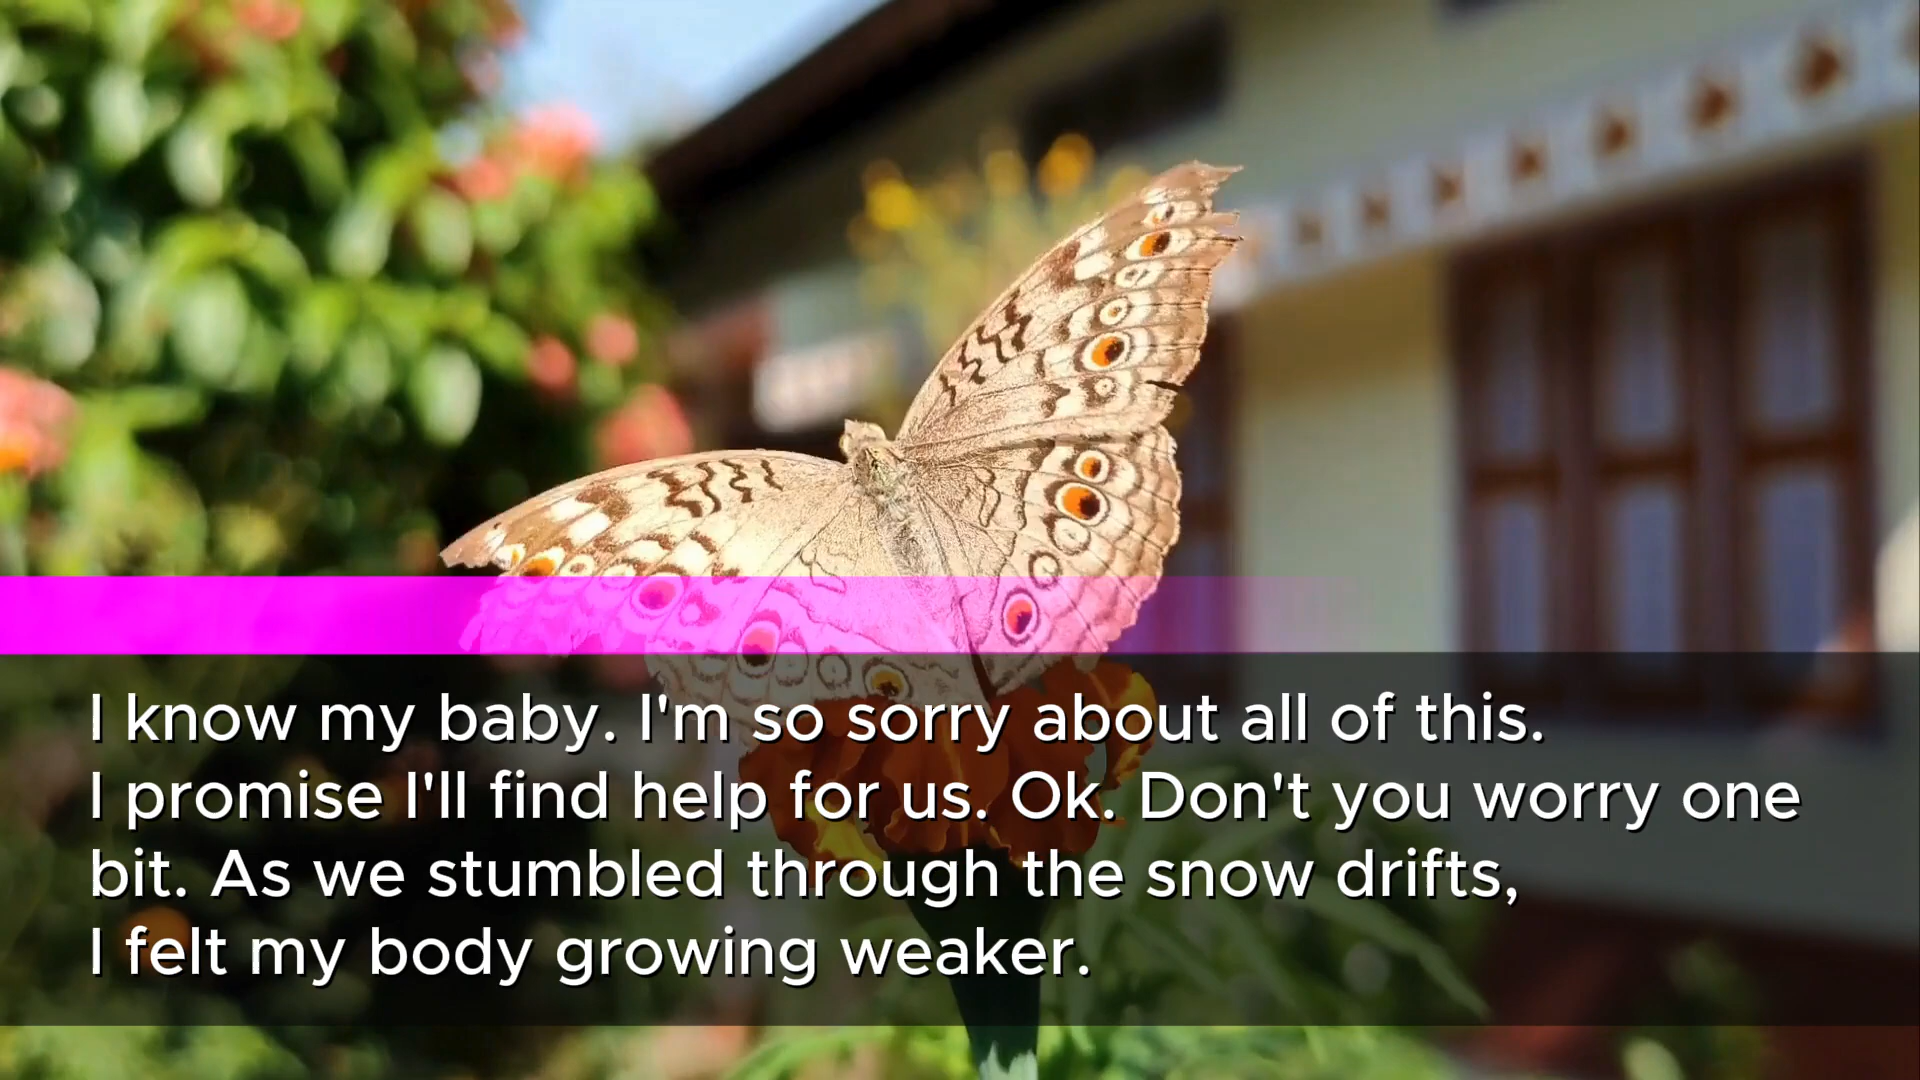 I know my baby. I'm so sorry about all of this.
I promise I'll find help for us. Ok. Don't you worry one
bit. As we stumbled through the snow drifts,
I felt my body growing weaker.